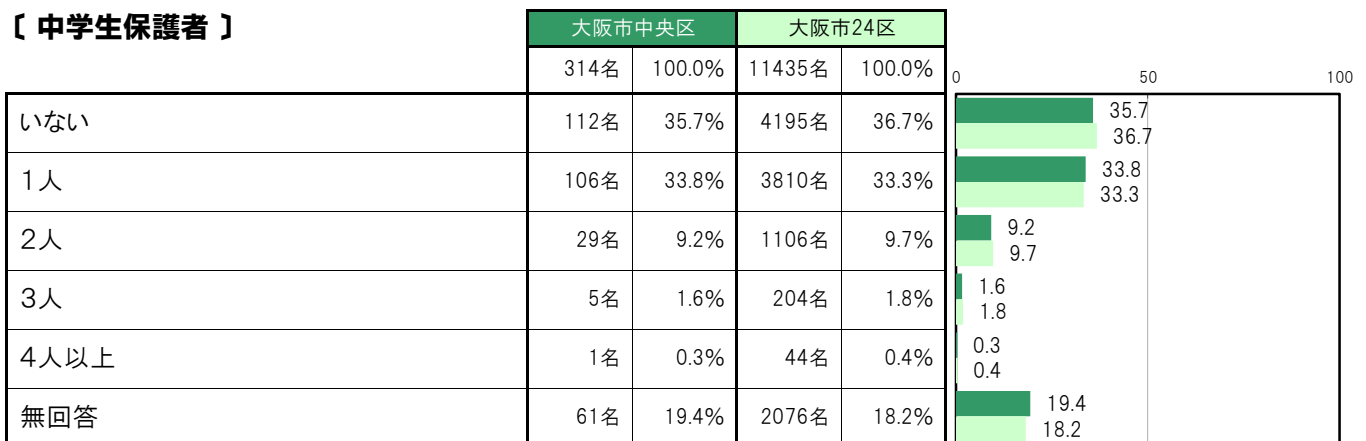 〔 中学生保護者 〕
大阪市中央区 大阪市24区
314名 100.0% 11435名 100.0%
0 50 100
いない 112名 35.7% 4195名 36.7%
35.7
36.7
1人 106名 33.8% 3810名 33.3%
33.8
33.3
2人 29名 9.2% 1106名 9.7%
9.2
9.7
3人 5名 1.6% 204名 1.8%
1.6
1.8
4人以上 1名 0.3% 44名 0.4%
0.3
0.4
無回答 61名 19.4% 2076名 18.2%
19.4
18.2